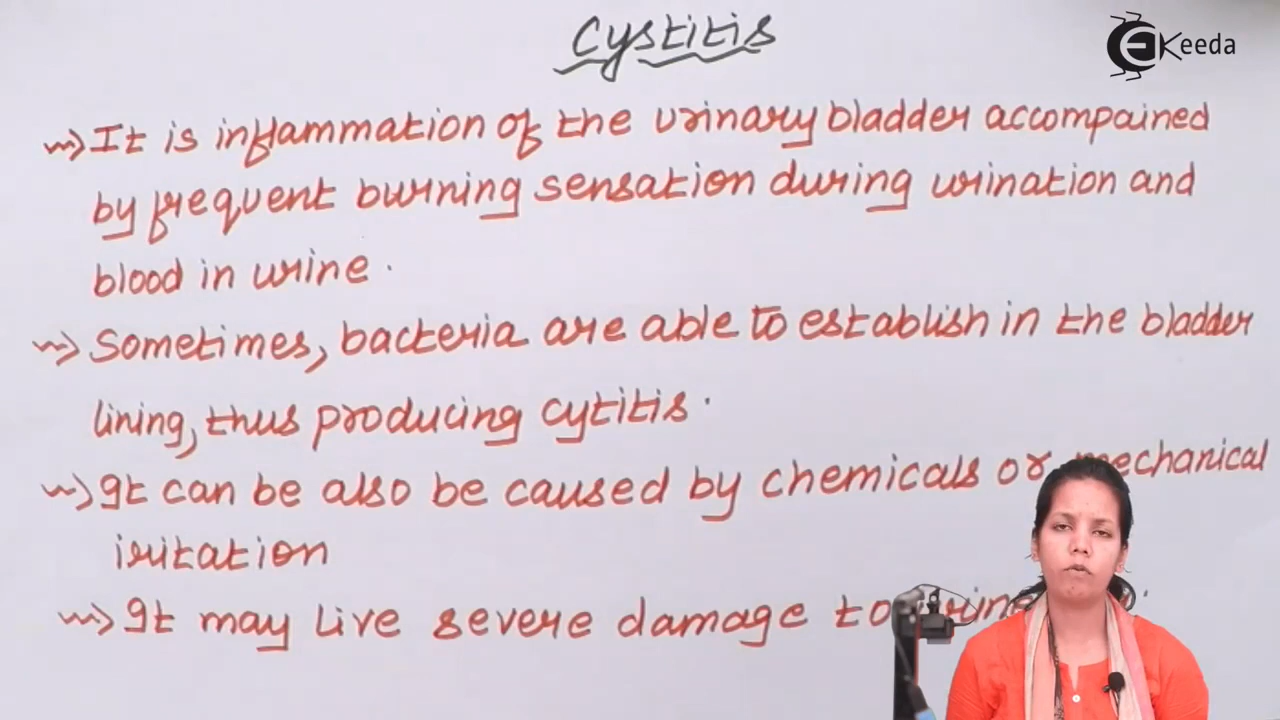 Cystitis
EKeeda
It is inflammation of the urinary bladder accompained
by frequent burning sensation during urination and
blood in urine.
Sometimes, bacteria are able to establish in the bladder
lining, thus producing cytitis.
It can be also be caused by chemicals or mechanical
iritation
It may live severe damage to